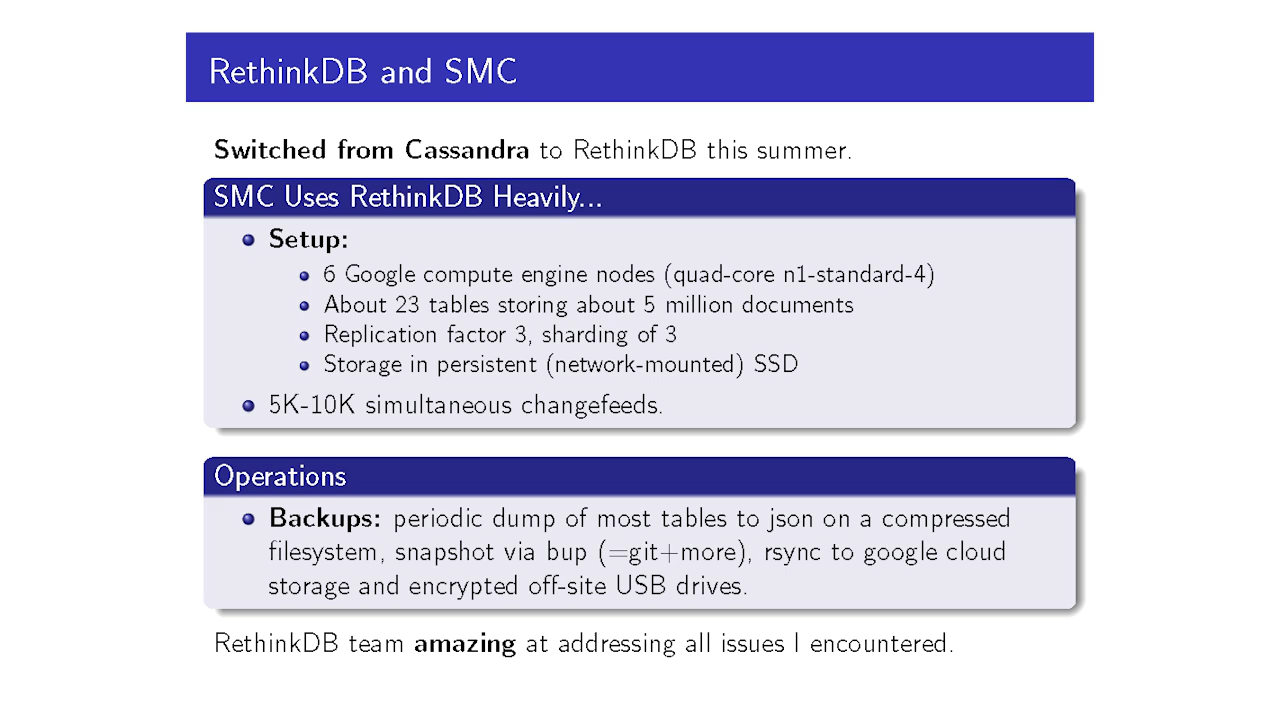 RethinkDB and SMC
Switched from Cassandra to RethinkDB this summer.
SMC Uses RethinkDB Heavily...
Setup:
6 Google compute engine nodes (quad-core n1-standard-4)
About 23 tables storing about 5 million documents
Replication factor 3, sharding of 3
Storage in persistent (network-mounted) SSD
5K-10K simultaneous changefeeds.
Operations
Backups: periodic dump of most tables to json on a compressed
filesystem, snapshot via bup (=git+more), rsync to google cloud
storage and encrypted off-site USB drives.
RethinkDB team amazing at addressing all issues I encountered.